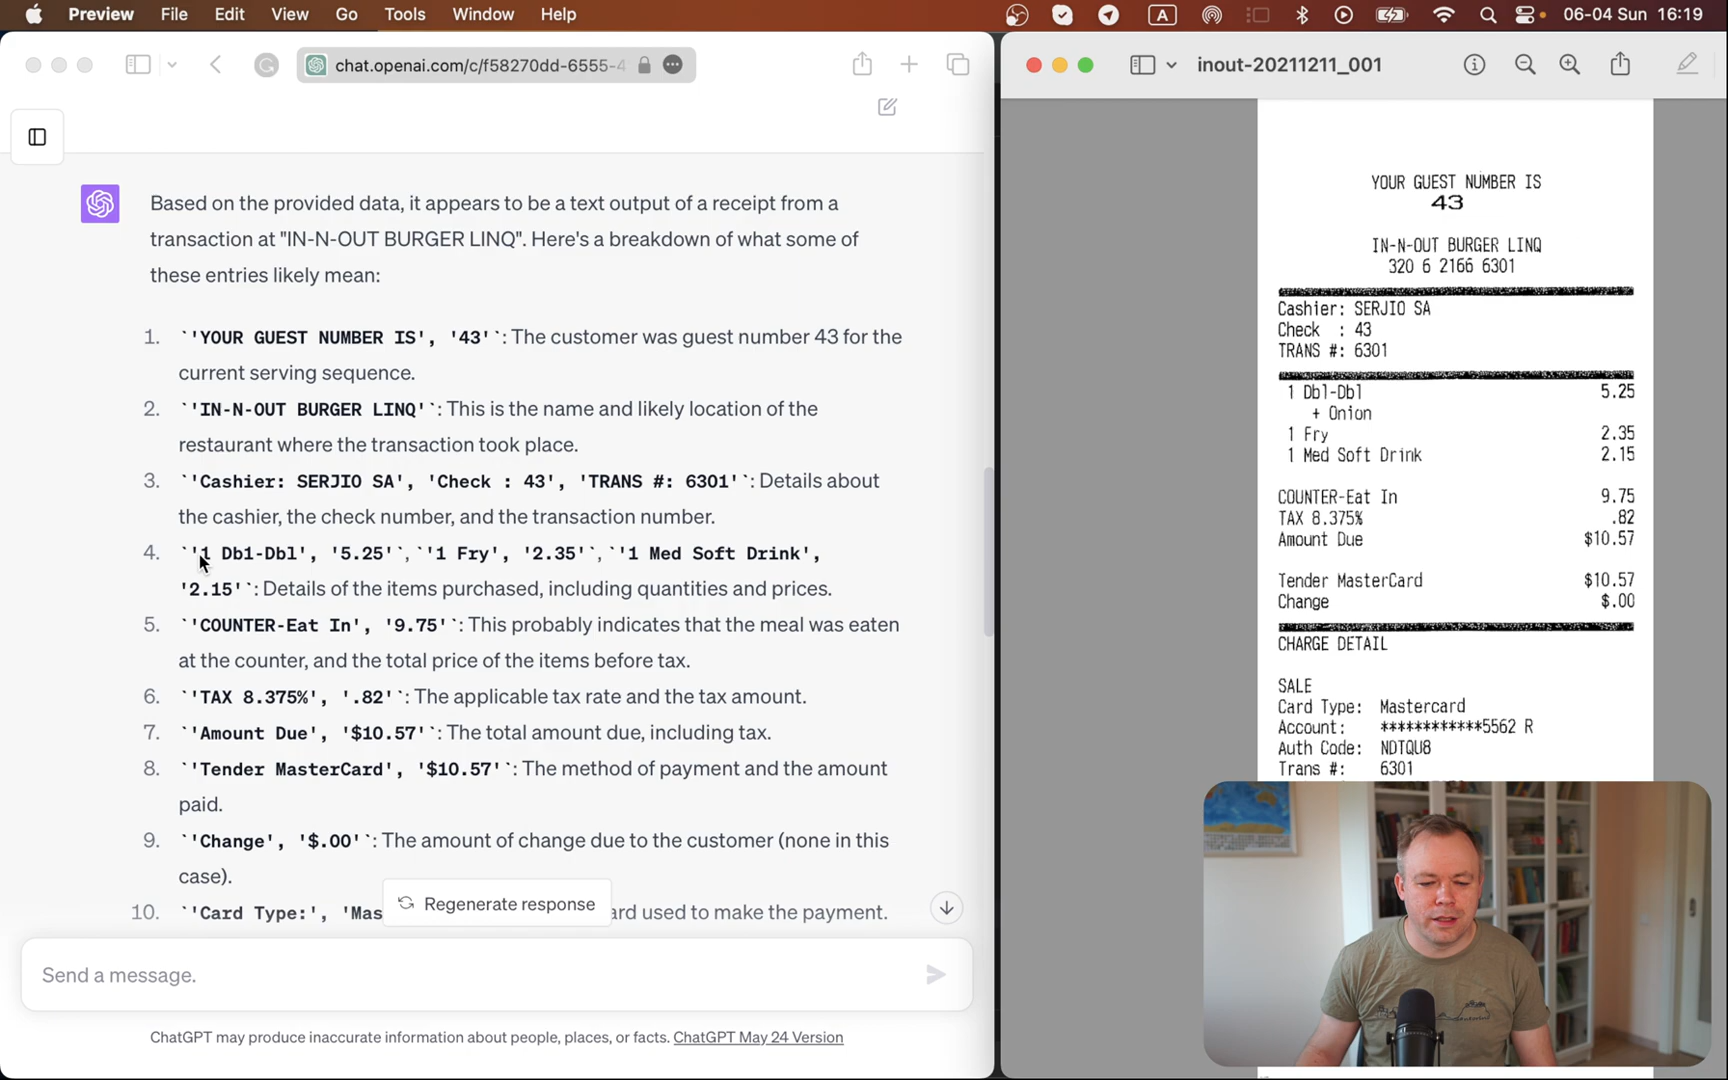 Preview File Edit View Go Tools Window Help
A
06-04 Sun 16:19
chat.openai.com/c/f58270dd-6555-4
Based on the provided data, it appears to be a text output of a receipt from a
transaction at "IN-N-OUT BURGER LINQ". Here's a breakdown of what some of
these entries likely mean:
1. `'YOUR GUEST NUMBER IS', '43'`: The customer was guest number 43 for the
current serving sequence.
2. `'IN-N-OUT BURGER LINQ'`: This is the name and likely location of the
restaurant where the transaction took place.
3. `'Cashier: SERJIO SA', 'Check : 43', 'TRANS #: 6301'`: Details about
the cashier, the check number, and the transaction number.
4. `'1 Db1-Dbl', '5.25'`, `'1 Fry', '2.35'`, `'1 Med Soft Drink',
'2.15'`: Details of the items purchased, including quantities and prices.
5. `'COUNTER-Eat In', '9.75'`: This probably indicates that the meal was eaten
at the counter, and the total price of the items before tax.
6. `'TAX 8.375%', '.82'`: The applicable tax rate and the tax amount.
7. `'Amount Due', '$10.57'`: The total amount due, including tax.
8. `'Tender MasterCard', '$10.57'`: The method of payment and the amount
paid.
9. `'Change', '$.00'`: The amount of change due to the customer (none in this
case).
10. `'Card Type:', 'Mas
ard used to make the payment.
Regenerate response
Send a message.
ChatGPT may produce inaccurate information about people, places, or facts. ChatGPT May 24 Version
inout-20211211_001
YOUR GUEST NUMBER IS
43
IN-N-OUT BURGER LINQ
320 6 2166 6301
Cashier: SERJIO SA
Check : 43
TRANS #: 6301
1 Dbl-Dbl 5.25
+ Onion
1 Fry 2.35
1 Med Soft Drink 2.15
COUNTER-Eat In 9.75
TAX 8.375% .82
Amount Due $10.57
Tender MasterCard $10.57
Change $.00
CHARGE DETAIL
SALE
Card Type: Mastercard
Account: ************5562 R
Auth Code: NDTQU8
Trans #: 6301